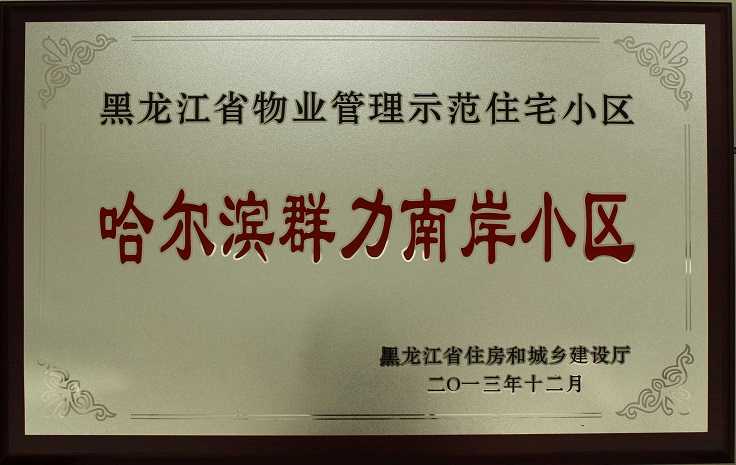 黑龙江省物业管理示范住宅小区
哈尔滨群力南岸小区
黑龙江省住房和城乡建设厅
二〇一三年十二月